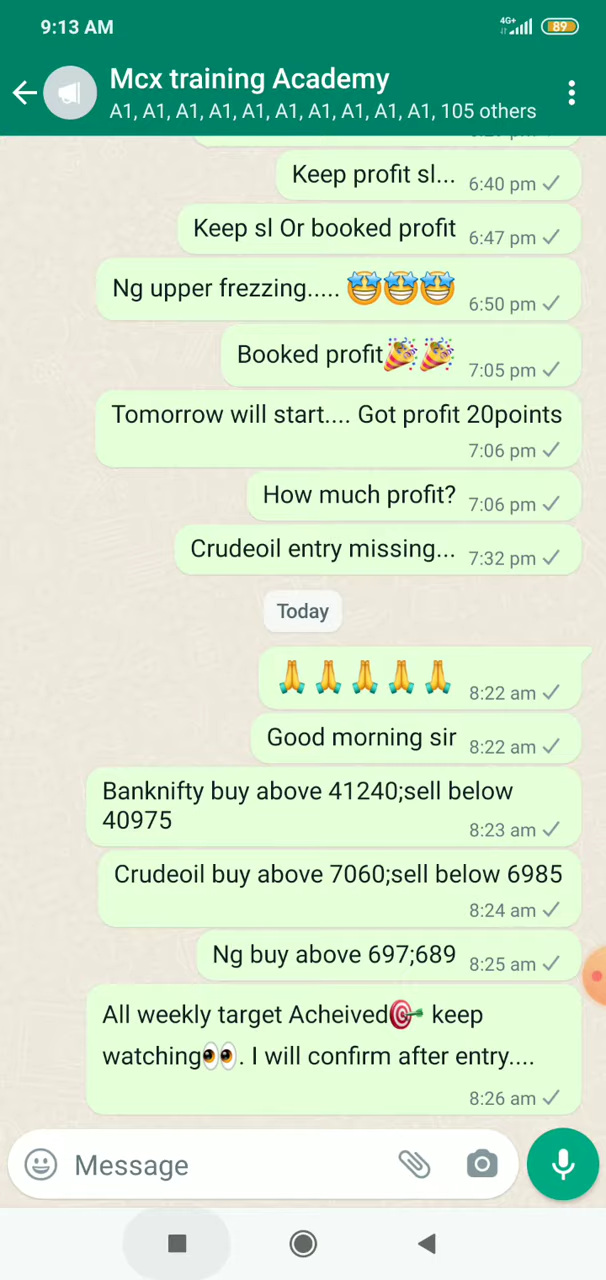 9:13 AM
4G+
89
Mcx training Academy
A1, A1, A1, A1, A1, A1, A1, A1, A1, A1, 105 others
Keep profit sl... 6:40 pm
Keep sl Or booked profit 6:47 pm
Ng upper frezzing..... 🤩🤩🤩 6:50 pm
Booked profit🎉🎉 7:05 pm
Tomorrow will start.... Got profit 20points
7:06 pm
How much profit? 7:06 pm
Crudeoil entry missing... 7:32 pm
Today
🙏🙏🙏🙏🙏 8:22 am
Good morning sir 8:22 am
Banknifty buy above 41240;sell below
40975 8:23 am
Crudeoil buy above 7060;sell below 6985
8:24 am
Ng buy above 697;689 8:25 am
All weekly target Acheived🎯 keep
watching👀. I will confirm after entry....
8:26 am
Message